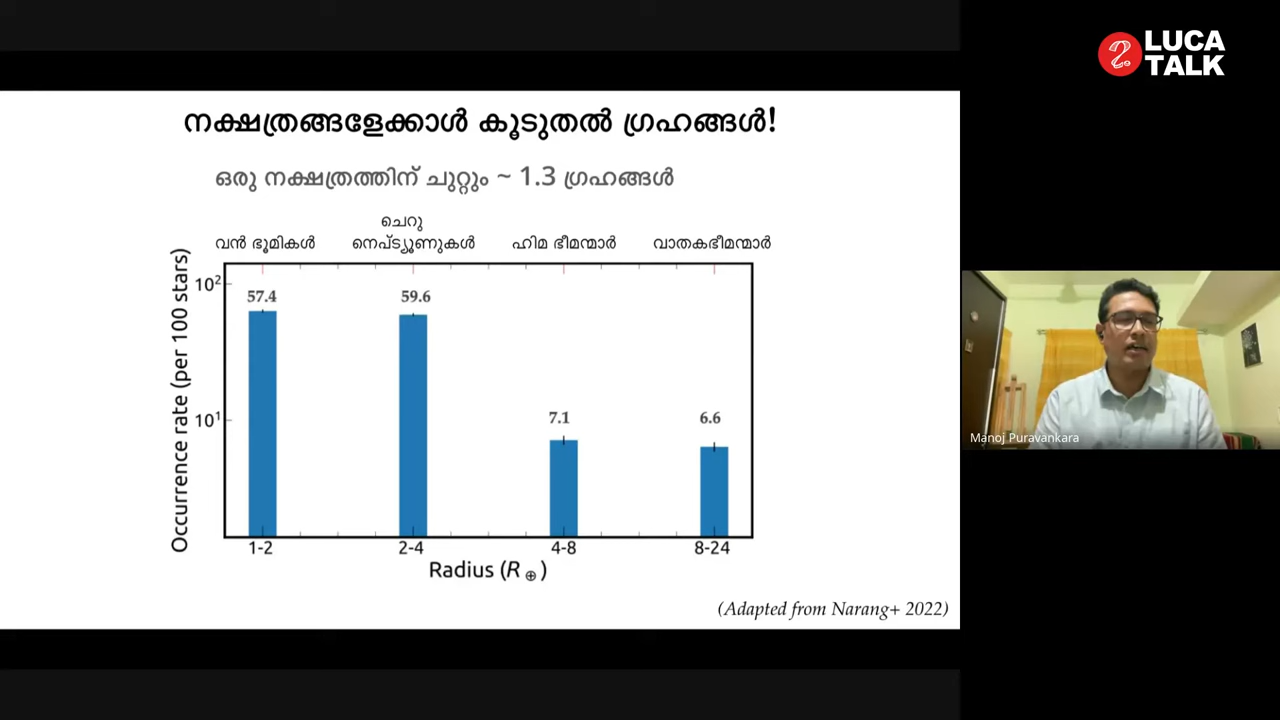 LUCA
TALK
നക്ഷത്രങ്ങളേക്കാൾ കൂടുതൽ ഗ്രഹങ്ങൾ!
ഒരു നക്ഷത്രത്തിന് ചുറ്റും ~ 1.3 ഗ്രഹങ്ങൾ
വൻ ഭൂമികൾ
ചെറു
നെപ്ട്യൂണുകൾ
ഹിമ ഭീമന്മാർ
വാതകഭീമന്മാർ
Occurrence rate (per 100 stars)
10²
10¹
57.4
59.6
7.1
6.6
1-2
2-4
4-8
8-24
Radius (R⊕)
(Adapted from Narang+ 2022)
Manoj Puravankara